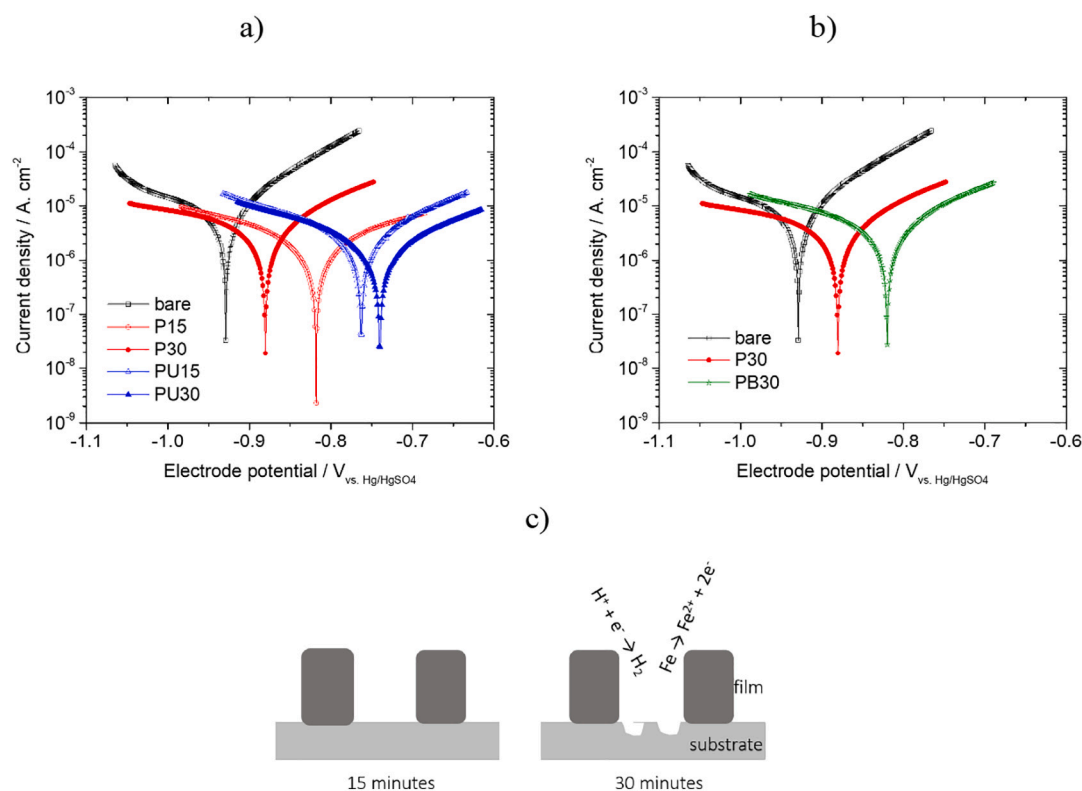 a)
b)
10⁻³
10⁻⁴
10⁻⁵
10⁻⁶
10⁻⁷
10⁻⁸
10⁻⁹
Current density / A. cm⁻²
bare
P15
P30
PU15
PU30
-1.1 -1.0 -0.9 -0.8 -0.7 -0.6
Electrode potential / V vs. Hg/HgSO4
10⁻³
10⁻⁴
10⁻⁵
10⁻⁶
10⁻⁷
10⁻⁸
10⁻⁹
Current density / A. cm⁻²
bare
P30
PB30
-1.1 -1.0 -0.9 -0.8 -0.7 -0.6
Electrode potential / V vs. Hg/HgSO4
c)
H⁺ + e⁻ → H₂
Fe → Fe²⁺ + 2e⁻
film
substrate
15 minutes
30 minutes